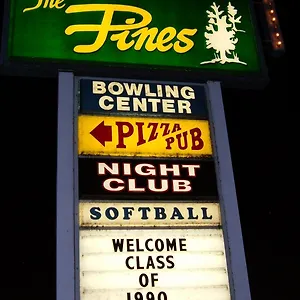 The
Pines
BOWLING
CENTER
PIZZA
PUB
NIGHT
CLUB
SOFTBALL
WELCOME
CLASS
OF
1990